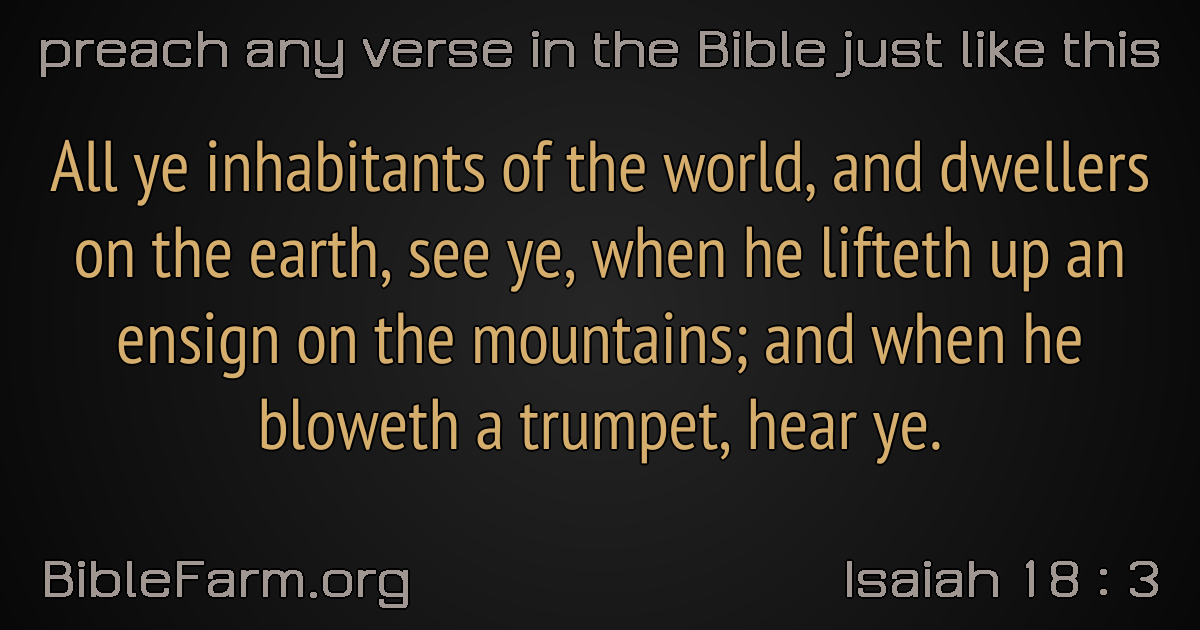 preach any verse in the Bible just like this
All ye inhabitants of the world, and dwellers
on the earth, see ye, when he lifteth up an
ensign on the mountains; and when he
bloweth a trumpet, hear ye.
BibleFarm.org
Isaiah 18 : 3